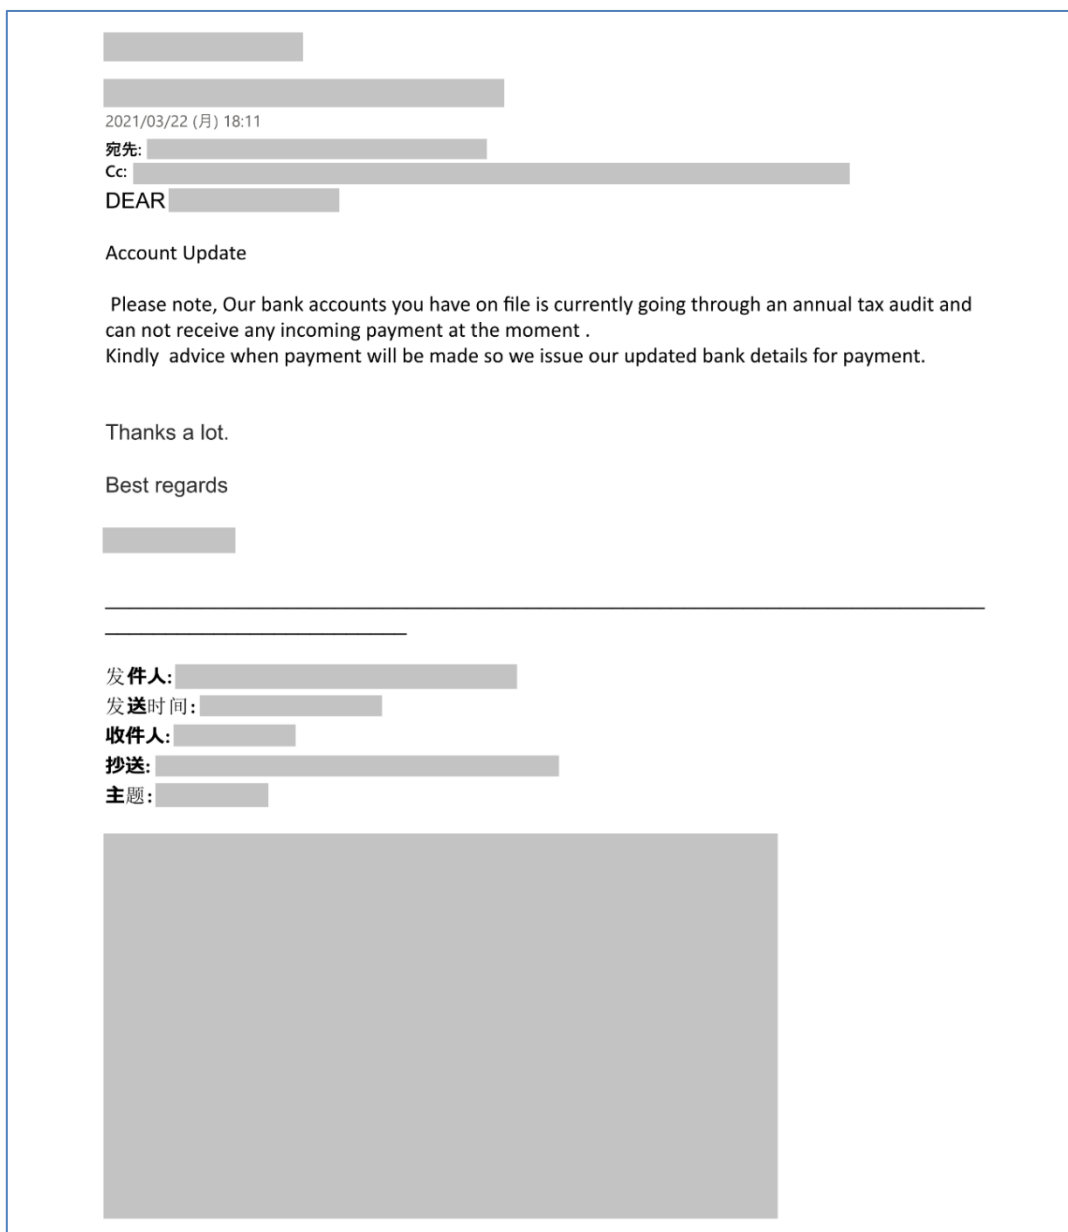 2021/03/22 (月) 18:11
宛先:
Cc:
DEAR
Account Update
Please note, Our bank accounts you have on file is currently going through an annual tax audit and
can not receive any incoming payment at the moment .
Kindly  advice when payment will be made so we issue our updated bank details for payment.
Thanks a lot.
Best regards
发件人:
发送时间:
收件人:
抄送:
主题: